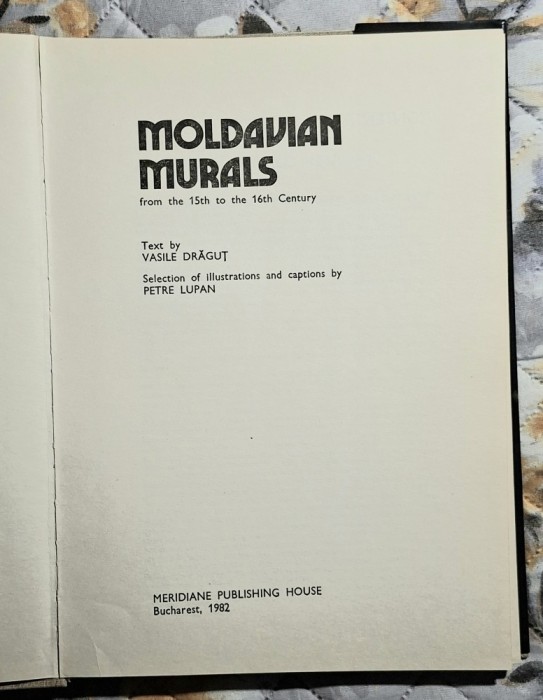 MOLDAVIAN
MURALS
from the 15th to the 16th Century
Text by
VASILE DRĂGUȚ
Selection of illustrations and captions by
PETRE LUPAN
MERIDIANE PUBLISHING HOUSE
Bucharest, 1982